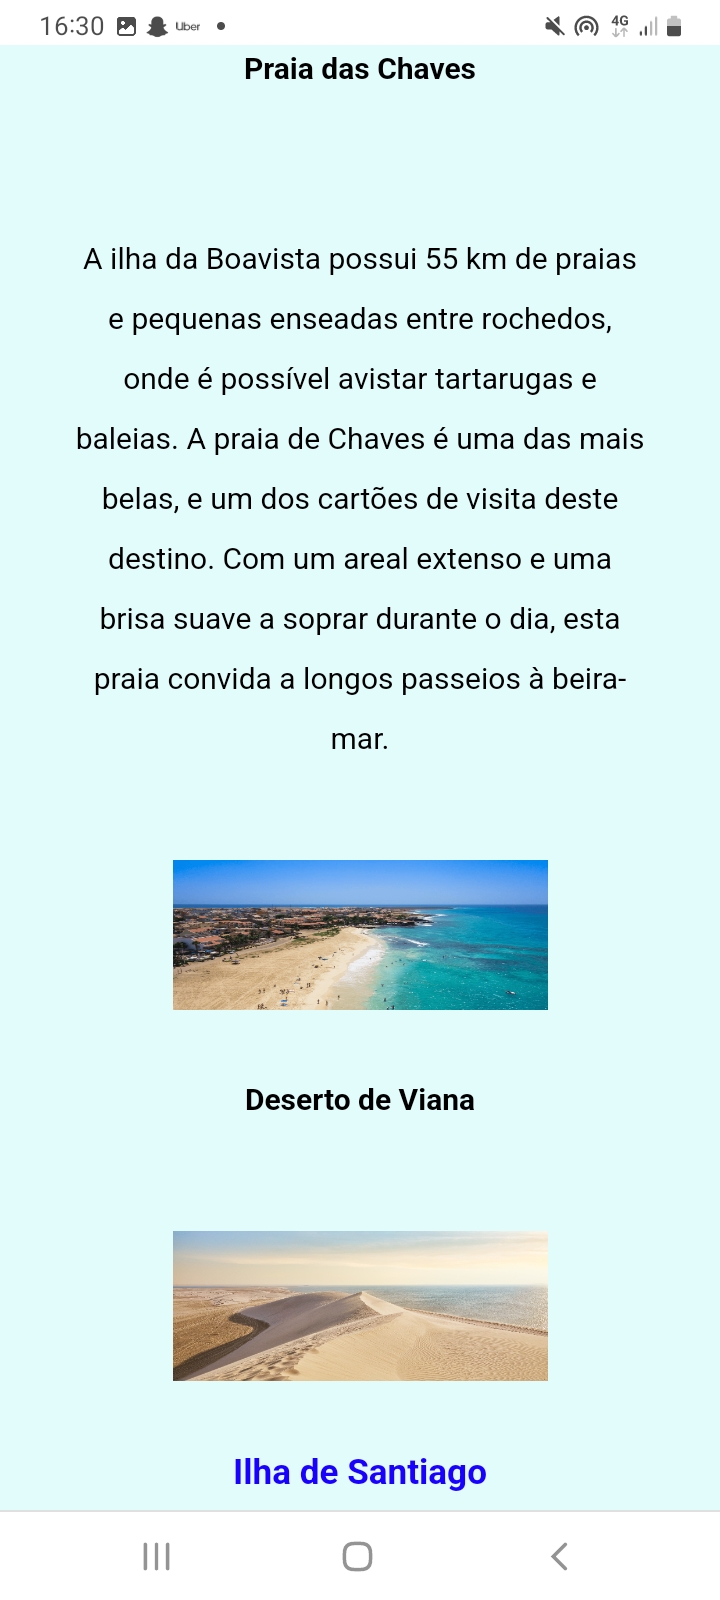 16:30 Uber 4G
Praia das Chaves
A ilha da Boavista possui 55 km de praias
e pequenas enseadas entre rochedos,
onde é possível avistar tartarugas e
baleias. A praia de Chaves é uma das mais
belas, e um dos cartões de visita deste
destino. Com um areal extenso e uma
brisa suave a soprar durante o dia, esta
praia convida a longos passeios à beira-
mar.
Deserto de Viana
Ilha de Santiago